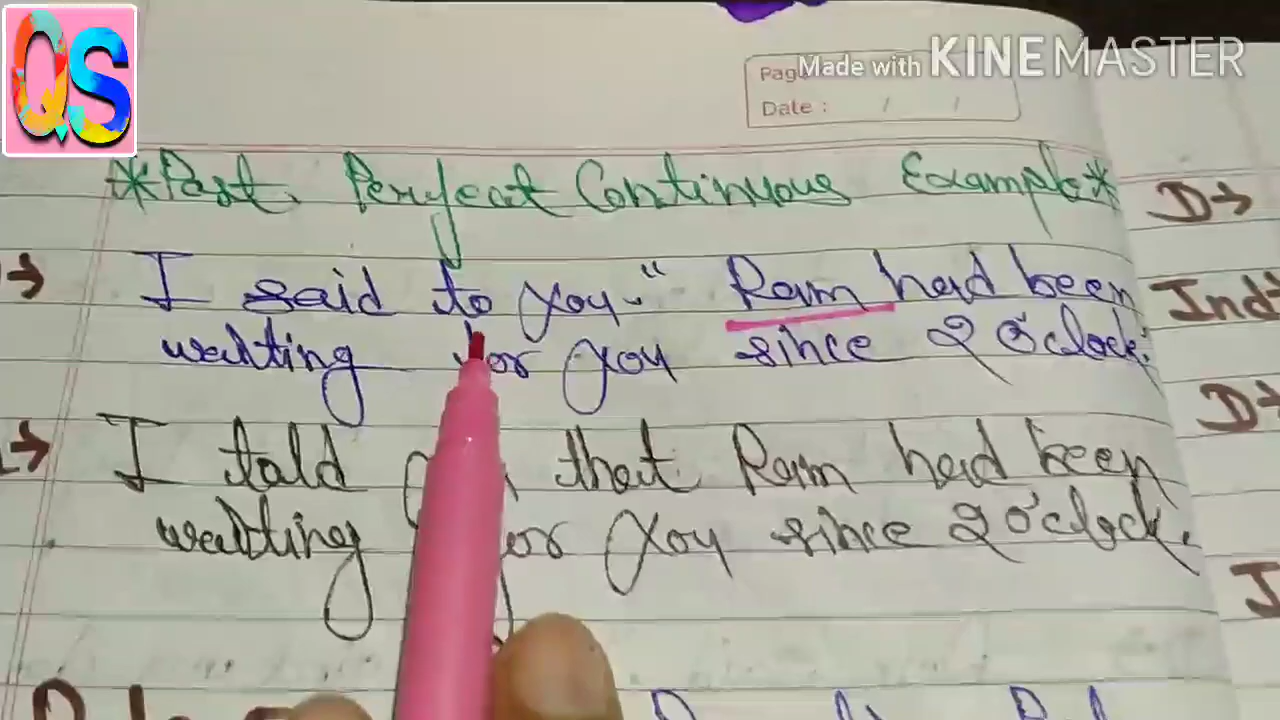 QS
Made with KINEMASTER
Pag
Date : / /
*Past Perfect Continuous Example*
I said to you. " Ram had been
waiting for you since 2 o'clock.
I told that Ram had been
waiting for you since 2 o'clock.
D→
Ind
D→
I